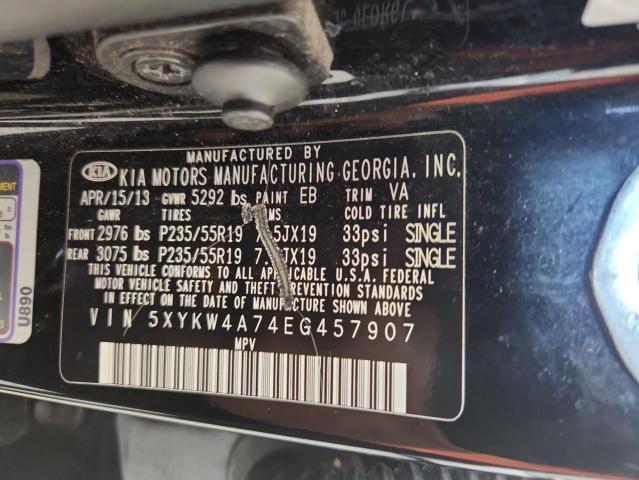 MANUFACTURED BY
KIA KIA MOTORS MANUFACTURING GEORGIA, INC.
APR/15/13 GVWR 5292 lbs PAINT EB TRIM VA
GAWR TIRES COLD TIRE INFL
FRONT 2976 lbs P235/55R19 5JX19 33psi SINGLE
REAR 3075 lbs P235/55R19 33psi SINGLE
THIS VEHICLE CONFORMS TO ALL APPLICABLE U.S.A. FEDERAL
MOTOR VEHICLE SAFETY AND THEFT PREVENTION STANDARDS
IN EFFECT ON THE DATE OF MANUFACTURE SHOWN ABOVE
VIN 5XYKW4A74EG457907
MPV
U890